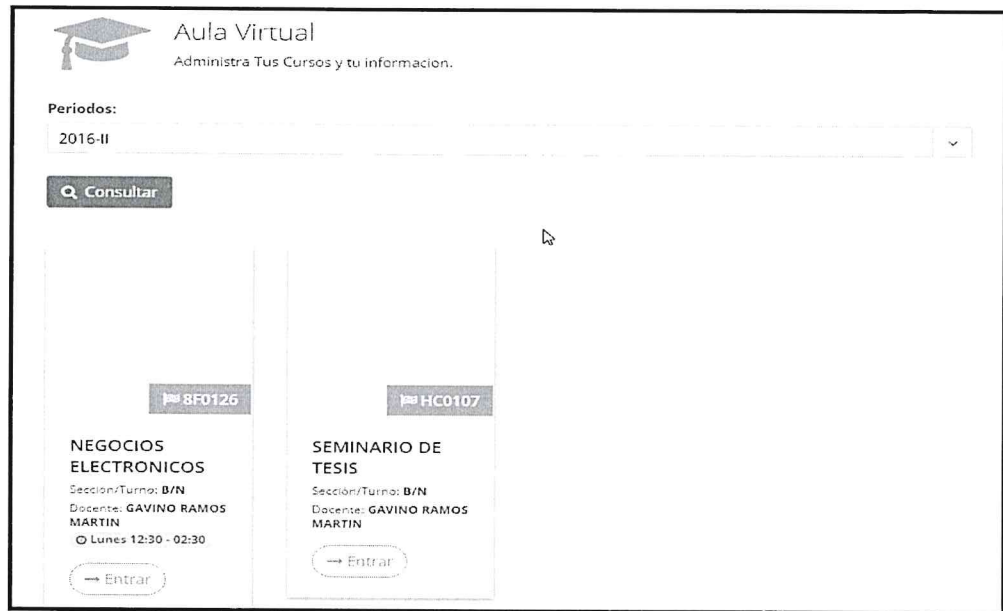 Aula Virtual
Administra Tus Cursos y tu informacion.
Periodos:
2016-II
Consultar
8F0126
NEGOCIOS
ELECTRONICOS
Sección/Turno: B/N
Docente: GAVINO RAMOS
MARTIN
Lunes 12:30 - 02:30
→ Entrar
HC0107
SEMINARIO DE
TESIS
Sección/Turno: B/N
Docente: GAVINO RAMOS
MARTIN
→ Entrar